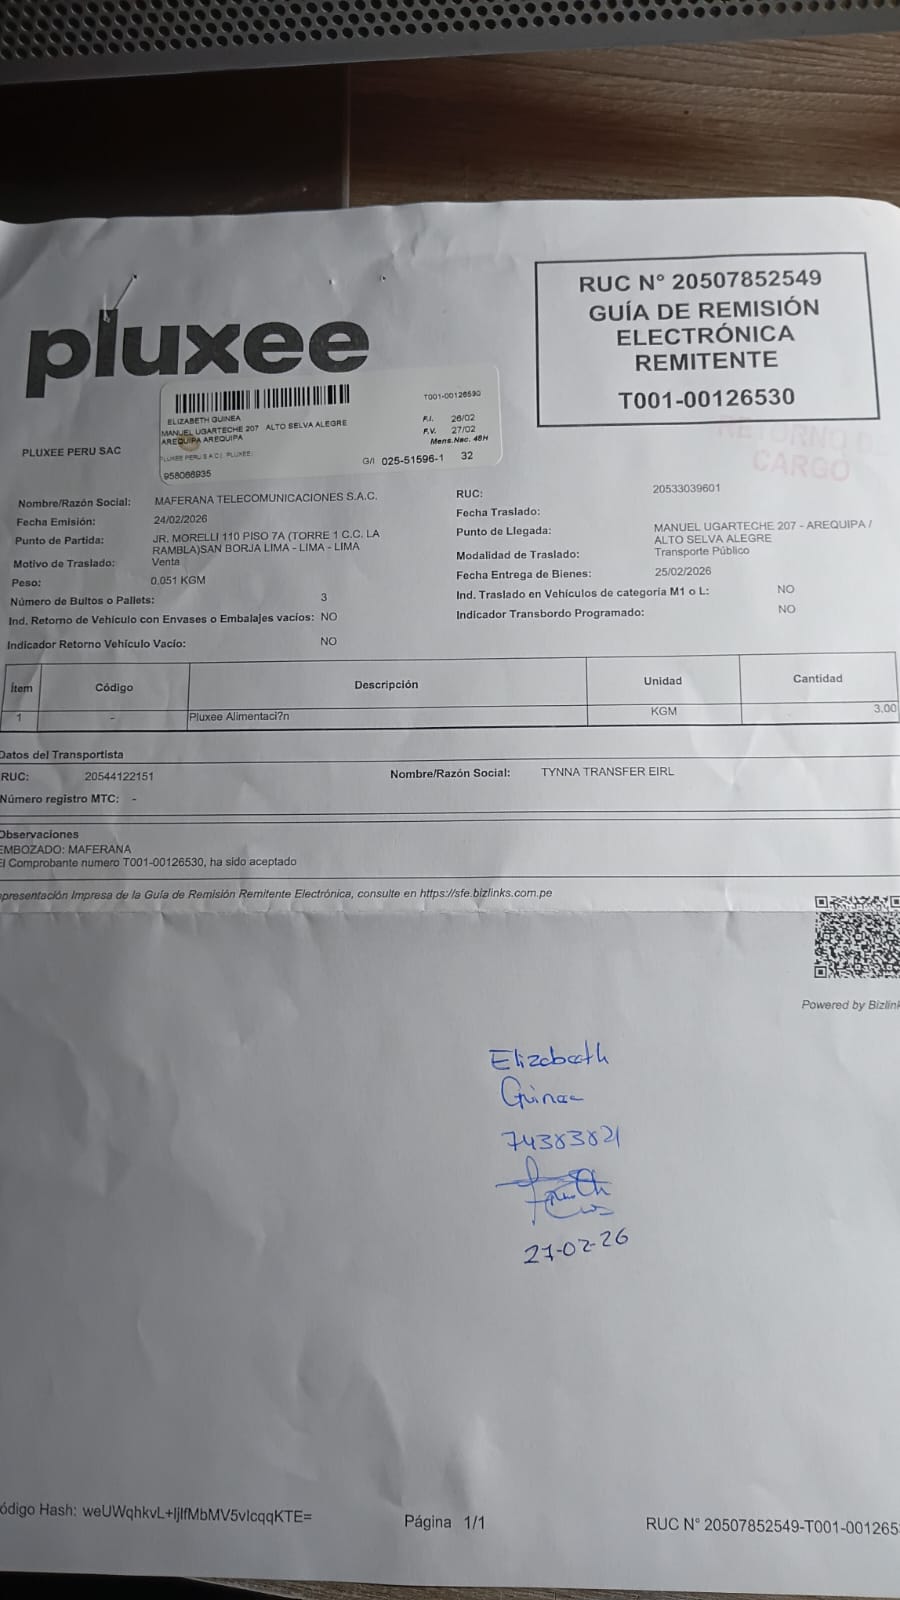 RUC N° 20507852549
GUÍA DE REMISIÓN
ELECTRÓNICA
REMITENTE
T001-00126530
pluxee
RETORNO
CARGO
T001-00126530
ELIZABETH GUINEA
MANUEL UGARTECHE 207 ALTO SELVA ALEGRE
AREQUIPA AREQUIPA
F.I. 26/02
F.V. 27/02
Mens.Nac. 48H
PLUXEE PERU S A C | PLUXEE
G/I 025-51596-1 32
958066935
PLUXEE PERU SAC
Nombre/Razón Social: MAFERANA TELECOMUNICACIONES S.A.C.
Fecha Emisión: 24/02/2026
Punto de Partida: JR. MORELLI 110 PISO 7A (TORRE 1 C.C. LA
RAMBLA)SAN BORJA LIMA - LIMA - LIMA
Motivo de Traslado: Venta
Peso: 0.051 KGM
Número de Bultos o Pallets: 3
Ind. Retorno de Vehículo con Envases o Embalajes vacíos: NO
Indicador Retorno Vehículo Vacío: NO
RUC: 20533039601
Fecha Traslado:
Punto de Llegada: MANUEL UGARTECHE 207 - AREQUIPA /
ALTO SELVA ALEGRE
Modalidad de Traslado: Transporte Público
Fecha Entrega de Bienes: 25/02/2026
Ind. Traslado en Vehículos de categoría M1 o L: NO
Indicador Transbordo Programado: NO
Ítem Código Descripción Unidad Cantidad
1 - Pluxee Alimentaci?n KGM 3.00
Datos del Transportista
RUC: 20544122151 Nombre/Razón Social: TYNNA TRANSFER EIRL
Número registro MTC: -
Observaciones
EMBOZADO: MAFERANA
El Comprobante numero T001-00126530, ha sido aceptado
presentación Impresa de la Guía de Remisión Remitente Electrónica, consulte en https://sfe.bizlinks.com.pe
Powered by Bizlink
Elizabeth
Guinea
74383821
27-02-26
ódigo Hash: weUWqhkvL+IjIfMbMV5vIcqqKTE=
Página 1/1
RUC N° 20507852549-T001-001265